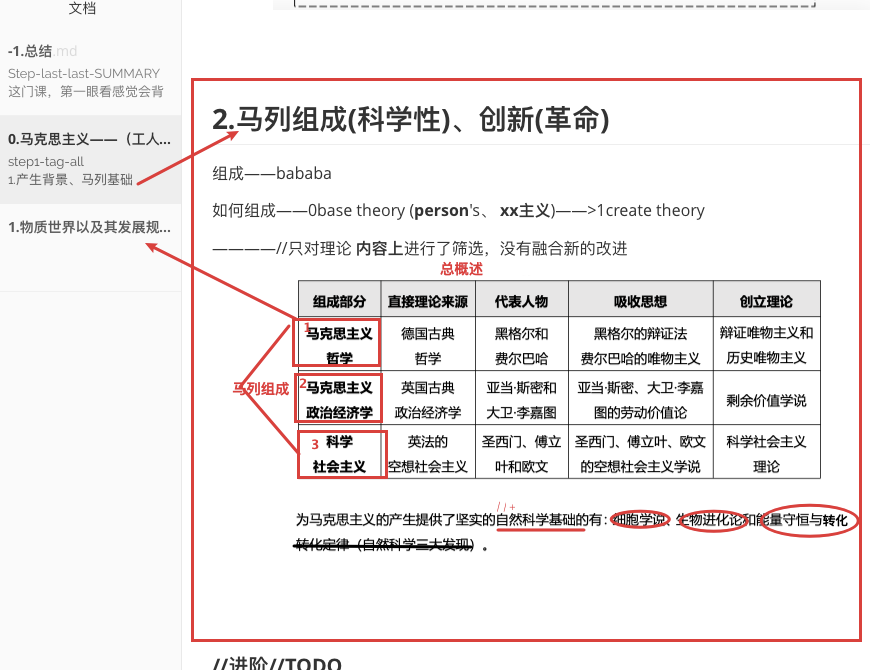 文档
-1.总结.md
Step-last-last-SUMMARY
这门课，第一眼看感觉会背
0.马克思主义——（工人...
step1-tag-all
1.产生背景、马列基础
1.物质世界以及其发展规...
2.马列组成(科学性)、创新(革命)
组成——bababa
如何组成——0base theory (person's、 xx主义)——>1create theory
————//只对理论 内容上进行了筛选，没有融合新的改进
总概述
组成部分 直接理论来源 代表人物 吸收思想 创立理论
1 马克思主义 德国古典 黑格尔和 黑格尔的辩证法 辩证唯物主义和
哲学 哲学 费尔巴哈 费尔巴哈的唯物主义 历史唯物主义
马列组成
2 马克思主义 英国古典 亚当·斯密和 亚当·斯密、大卫·李嘉 剩余价值学说
政治经济学 政治经济学 大卫·李嘉图 图的劳动价值论
3 科学 英法的 圣西门、傅立 圣西门、傅立叶、欧文 科学社会主义
社会主义 空想社会主义 叶和欧文 的空想社会主义学说 理论
//+
为马克思主义的产生提供了坚实的自然科学基础的有：细胞学说、生物进化论和能量守恒与转化
转化定律（自然科学三大发现）。
//进阶//TODO